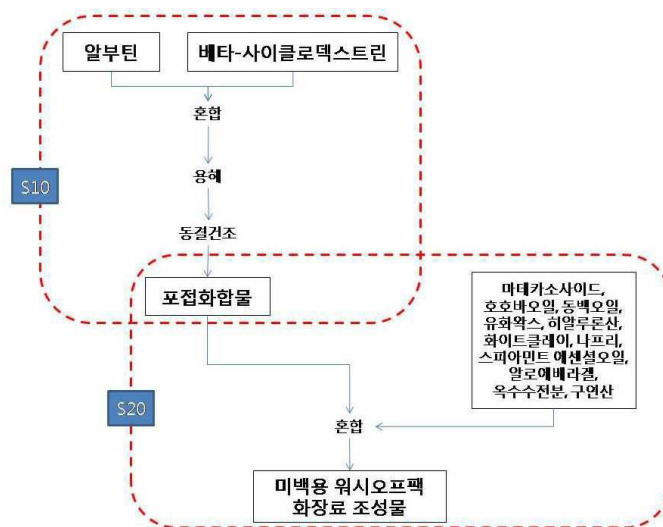 알부틴
베타-사이클로덱스트린
혼합
S10
용해
동결건조
포접화합물
마데카소사이드,
호호바오일, 동백오일,
유화왁스, 히알루론산,
화이트클레이, 나프리,
스피아민트 에센셜오일,
알로에베라겔,
옥수수전분, 구연산
S20
혼합
미백용 워시오프팩
화장료 조성물